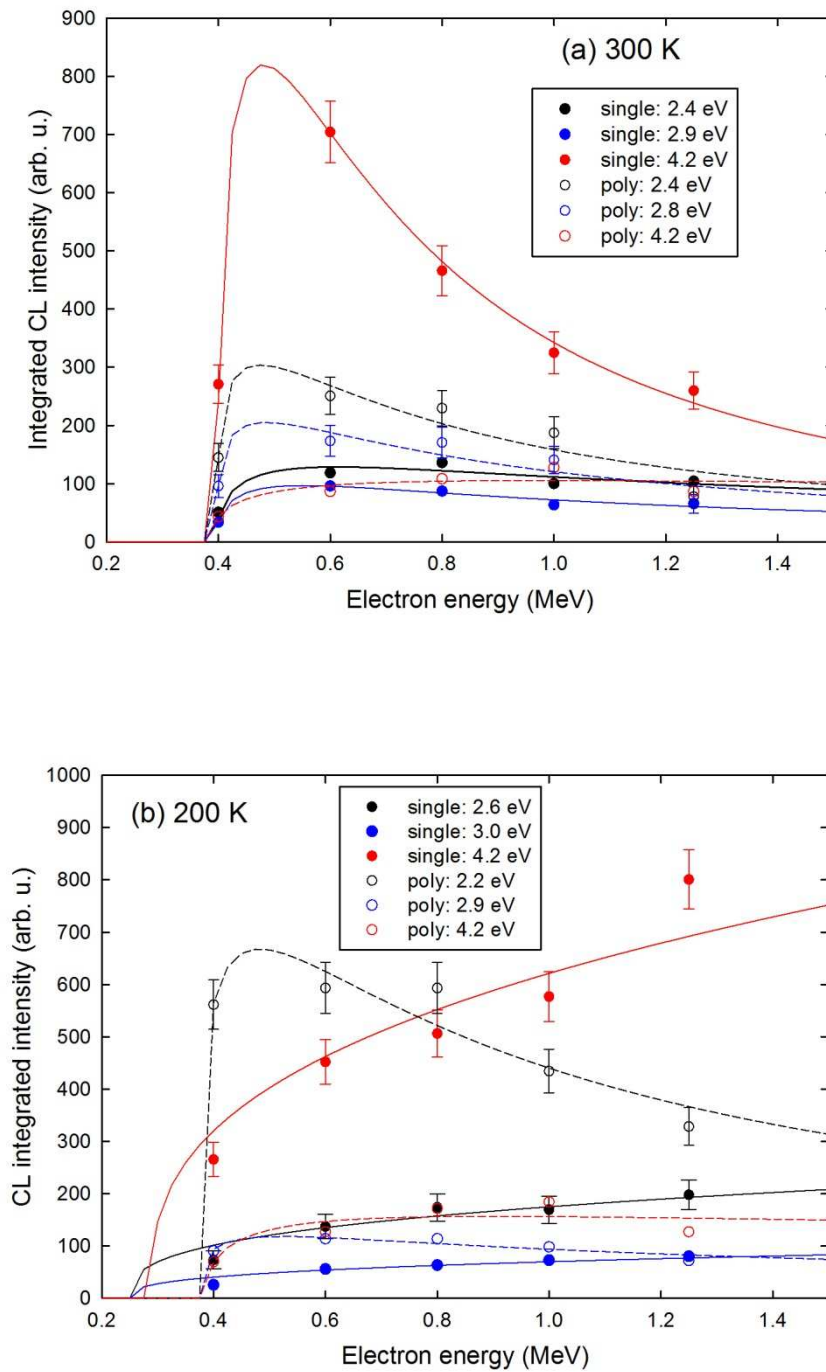 900
800
700
600
500
400
300
200
100
0
Integrated CL intensity (arb. u.)
(a) 300 K
single: 2.4 eV
single: 2.9 eV
single: 4.2 eV
poly: 2.4 eV
poly: 2.8 eV
poly: 4.2 eV
0.2 0.4 0.6 0.8 1.0 1.2 1.4
Electron energy (MeV)
1000
900
800
700
600
500
400
300
200
100
0
CL integrated intensity (arb. u.)
(b) 200 K
single: 2.6 eV
single: 3.0 eV
single: 4.2 eV
poly: 2.2 eV
poly: 2.9 eV
poly: 4.2 eV
0.2 0.4 0.6 0.8 1.0 1.2 1.4
Electron energy (MeV)